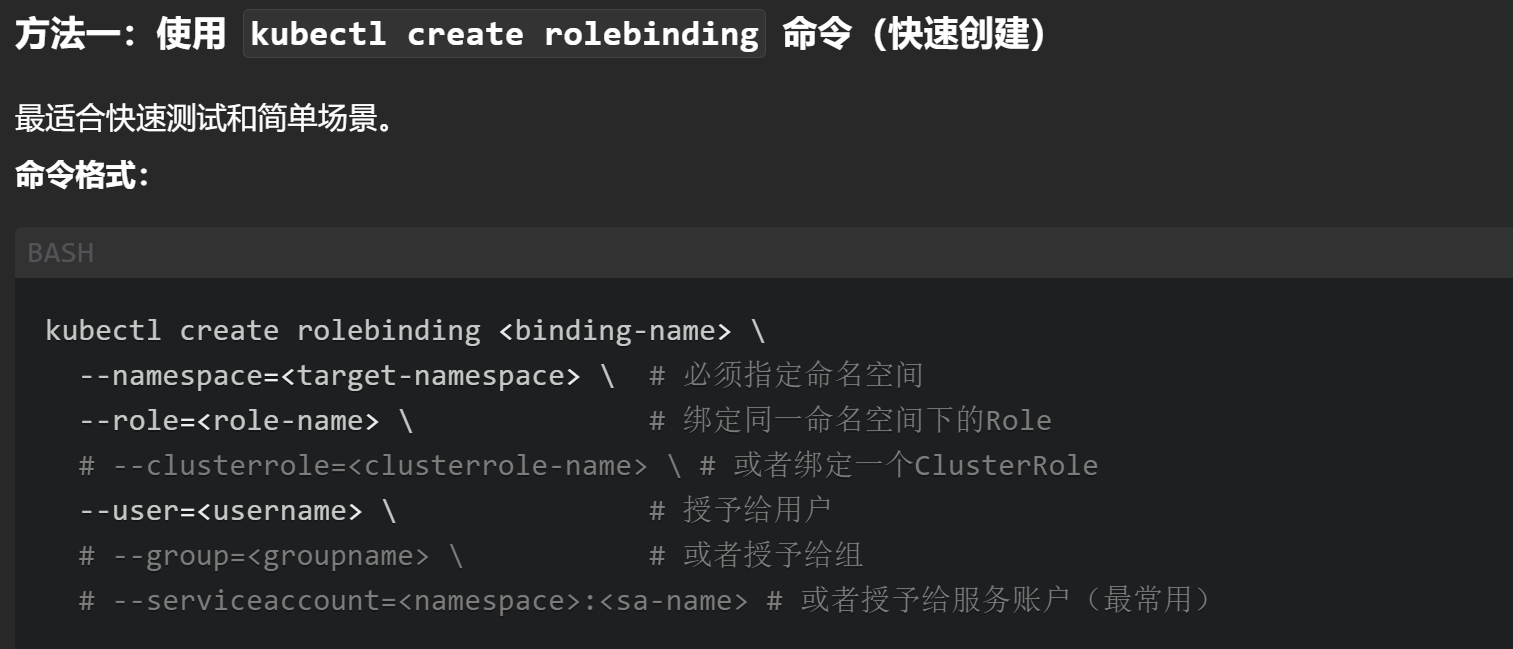 方法一：使用 kubectl create rolebinding 命令（快速创建）
最适合快速测试和简单场景。
命令格式：
BASH
kubectl create rolebinding <binding-name> \
--namespace=<target-namespace> \ # 必须指定命名空间
--role=<role-name> \ # 绑定同一命名空间下的Role
# --clusterrole=<clusterrole-name> \ # 或者绑定一个ClusterRole
--user=<username> \ # 授予给用户
# --group=<groupname> \ # 或者授予给组
# --serviceaccount=<namespace>:<sa-name> # 或者授予给服务账户（最常用）